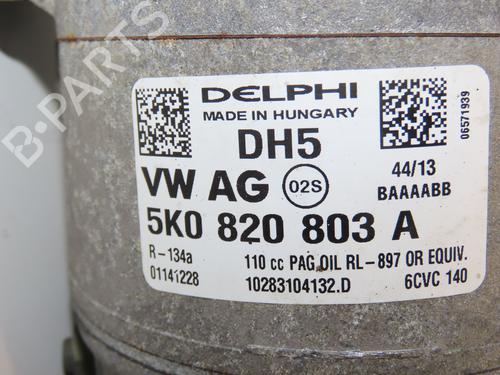 DELPHI
MADE IN HUNGARY
DH5
44/13
VW AG 02S BAAAABB
5K0 820 803 A
R-134a 110 cc PAG OIL RL-897 OR EQUIV.
01141228 10283104132.D 6CVC 140
06571939
B-PARTS